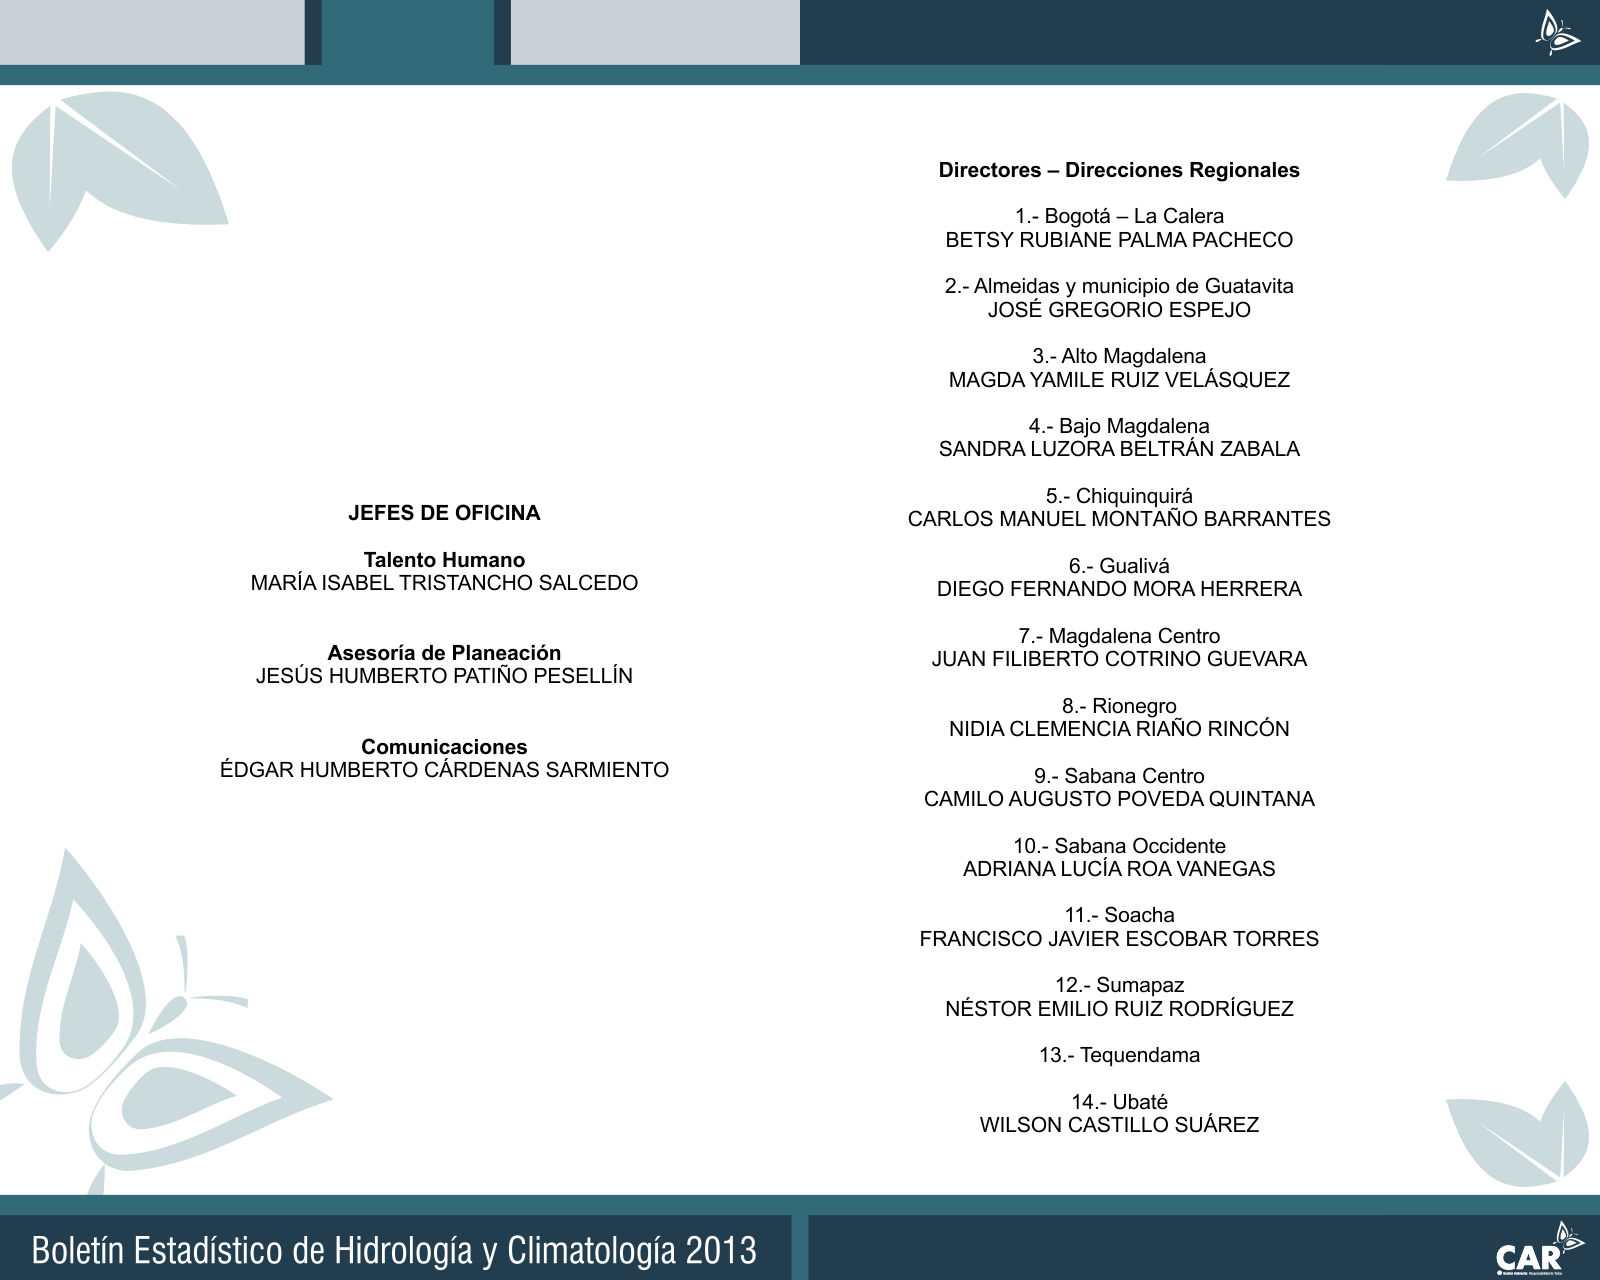 JEFES DE OFICINA
Talento Humano
MARÍA ISABEL TRISTANCHO SALCEDO
Asesoría de Planeación
JESÚS HUMBERTO PATIÑO PESELLÍN
Comunicaciones
ÉDGAR HUMBERTO CÁRDENAS SARMIENTO
Directores – Direcciones Regionales
1.- Bogotá – La Calera
BETSY RUBIANE PALMA PACHECO
2.- Almeidas y municipio de Guatavita
JOSÉ GREGORIO ESPEJO
3.- Alto Magdalena
MAGDA YAMILE RUIZ VELÁSQUEZ
4.- Bajo Magdalena
SANDRA LUZORA BELTRÁN ZABALA
5.- Chiquinquirá
CARLOS MANUEL MONTAÑO BARRANTES
6.- Gualivá
DIEGO FERNANDO MORA HERRERA
7.- Magdalena Centro
JUAN FILIBERTO COTRINO GUEVARA
8.- Rionegro
NIDIA CLEMENCIA RIAÑO RINCÓN
9.- Sabana Centro
CAMILO AUGUSTO POVEDA QUINTANA
10.- Sabana Occidente
ADRIANA LUCÍA ROA VANEGAS
11.- Soacha
FRANCISCO JAVIER ESCOBAR TORRES
12.- Sumapaz
NÉSTOR EMILIO RUIZ RODRÍGUEZ
13.- Tequendama
14.- Ubaté
WILSON CASTILLO SUÁREZ
Boletín Estadístico de Hidrología y Climatología 2013
CAR